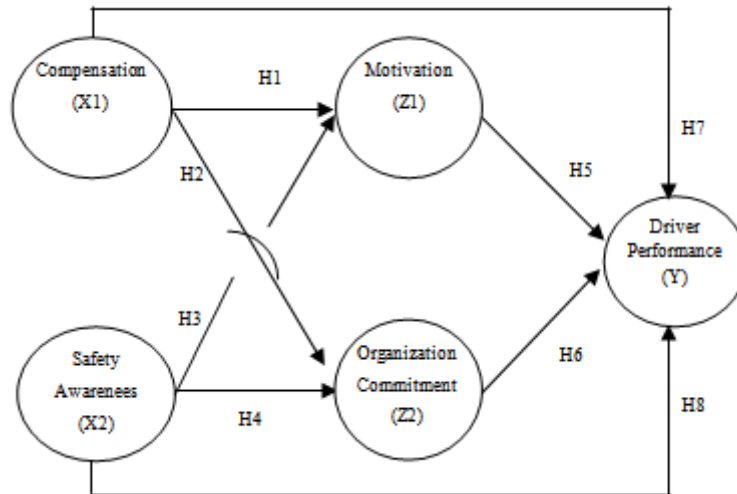 Compensation
(X1)
H1
Motivation
(Z1)
H7
H2
H5
Driver
Performance
(Y)
H3
Safety
Awarenees
(X2)
H4
Organization
Commitment
(Z2)
H6
H8